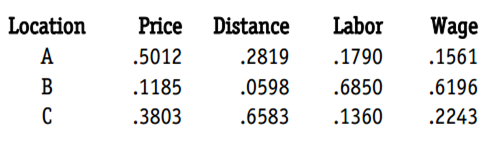 Location Price Distance Labor Wage
A .5012 .2819 .1790 .1561
B .1185 .0598 .6850 .6196
C .3803 .6583 .1360 .2243